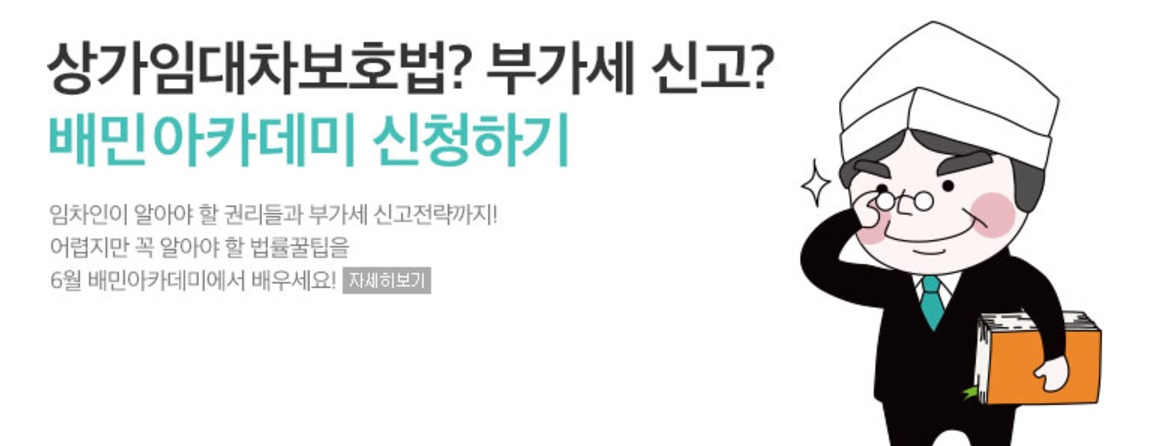 상가임대차보호법? 부가세 신고?
배민아카데미 신청하기
임차인이 알아야 할 권리들과 부가세 신고전략까지!
어렵지만 꼭 알아야 할 법률꿀팁을
6월 배민아카데미에서 배우세요! 자세히보기